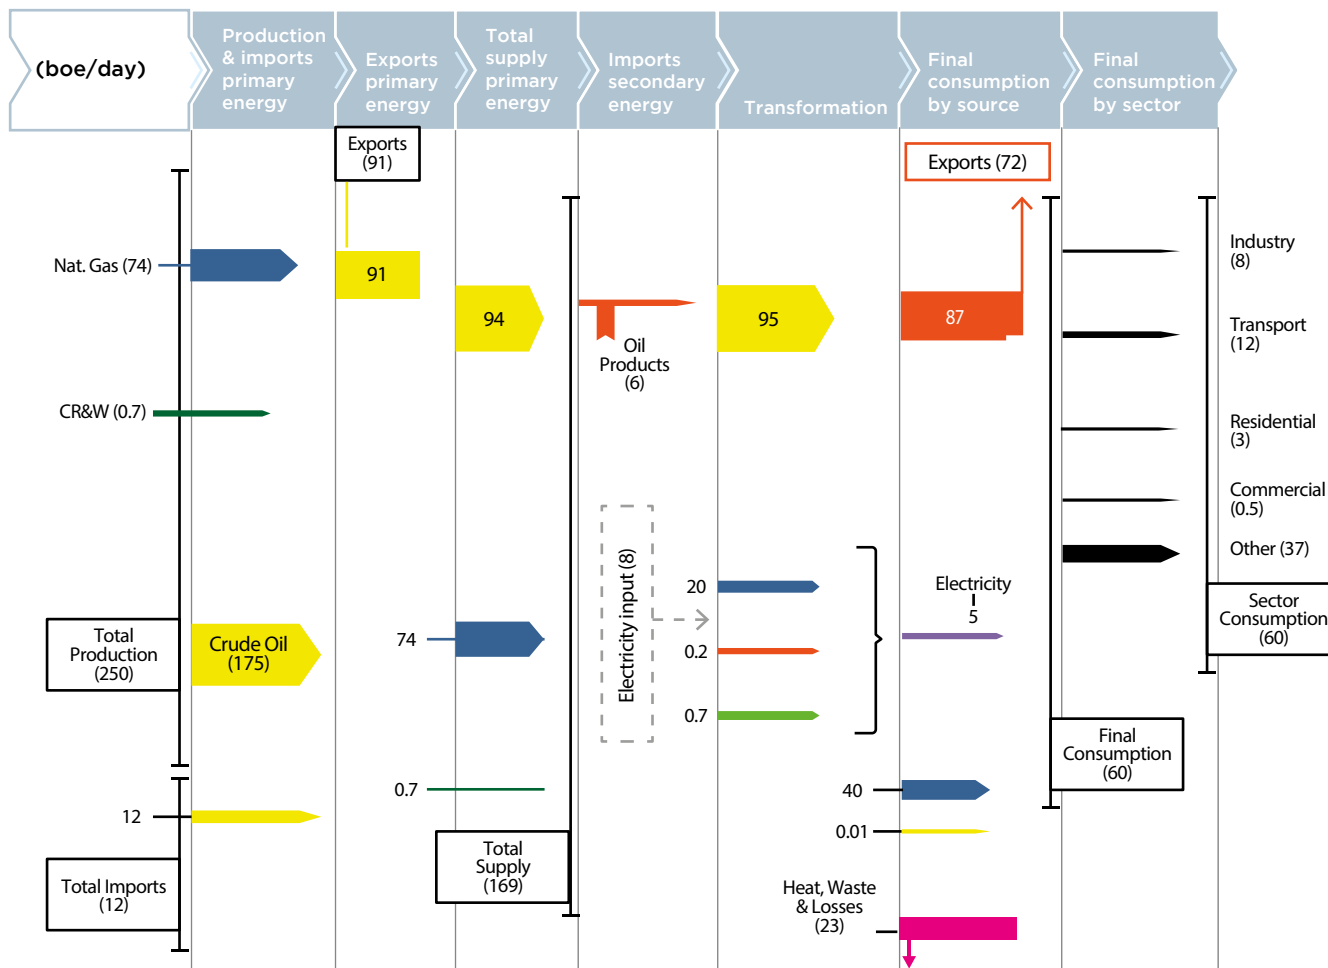 (boe/day)
Production
& imports
primary
energy
Exports
primary
energy
Total
supply
primary
energy
Imports
secondary
energy
Transformation
Final
consumption
by source
Final
consumption
by sector
Exports
(91)
Exports (72)
Nat. Gas (74)
91
94
Oil
Products
(6)
95
87
Industry
(8)
Transport
(12)
CR&W (0.7)
Residential
(3)
Commercial
(0.5)
Other (37)
Electricity input (8)
20
0.2
0.7
Electricity
5
Sector
Consumption
(60)
Total
Production
(250)
Crude Oil
(175)
74
Final
Consumption
(60)
0.7
40
0.01
12
Total
Supply
(169)
Total Imports
(12)
Heat, Waste
& Losses
(23)